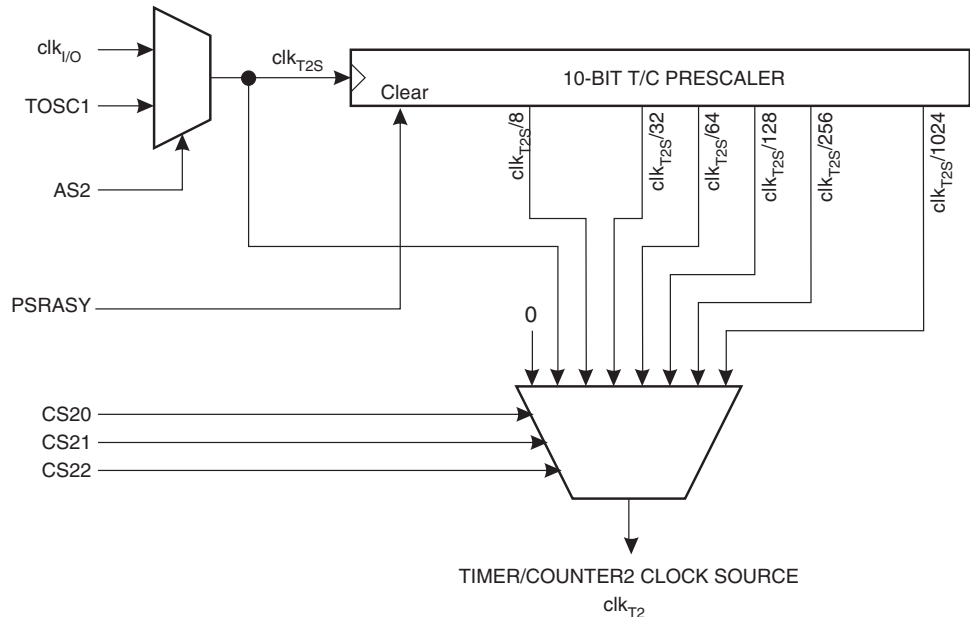 clkI/O
clkT2S
10-BIT T/C PRESCALER
TOSC1
Clear
AS2
clkT2S/8
clkT2S/32
clkT2S/64
clkT2S/128
clkT2S/256
clkT2S/1024
PSRASY
0
CS20
CS21
CS22
TIMER/COUNTER2 CLOCK SOURCE
clkT2